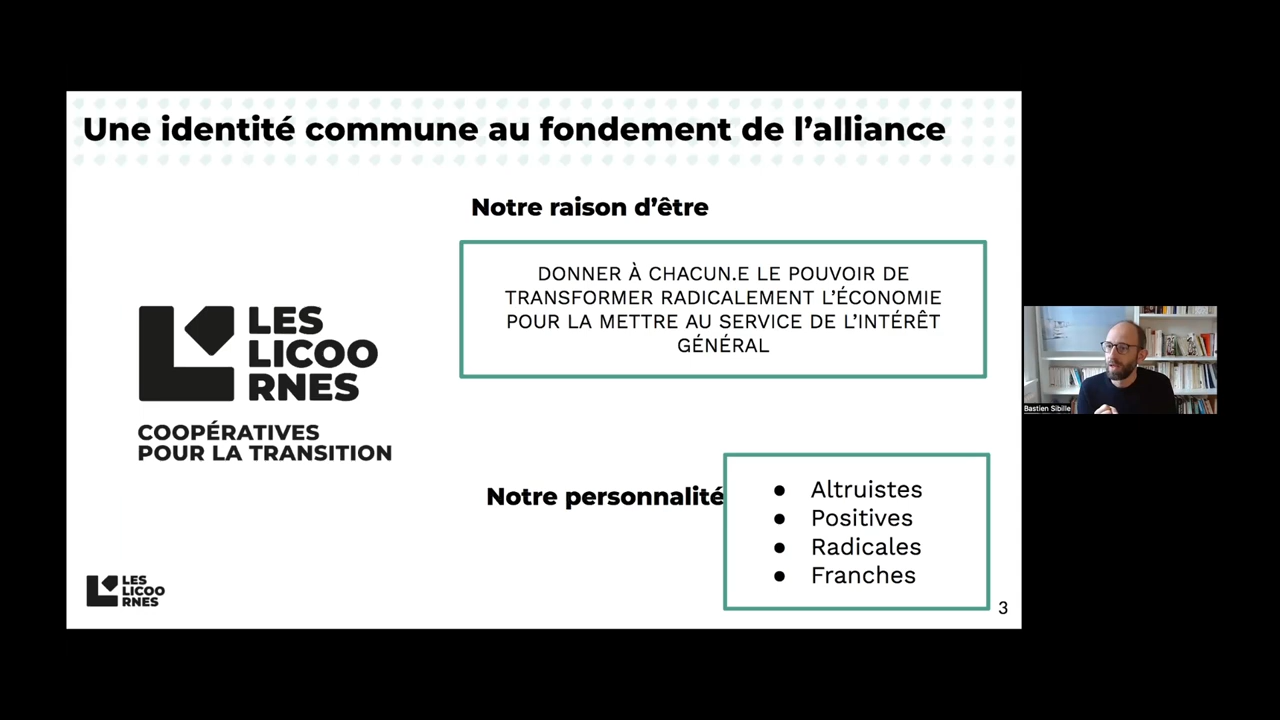 Une identité commune au fondement de l’alliance
Notre raison d’être
DONNER À CHACUN.E LE POUVOIR DE
TRANSFORMER RADICALEMENT L’ÉCONOMIE
POUR LA METTRE AU SERVICE DE L’INTÉRÊT
GÉNÉRAL
LES
LICOO
RNES
COOPÉRATIVES
POUR LA TRANSITION
Notre personnalité
● Altruistes
● Positives
● Radicales
● Franches
LES
LICOO
RNES
3
Bastien Sibille